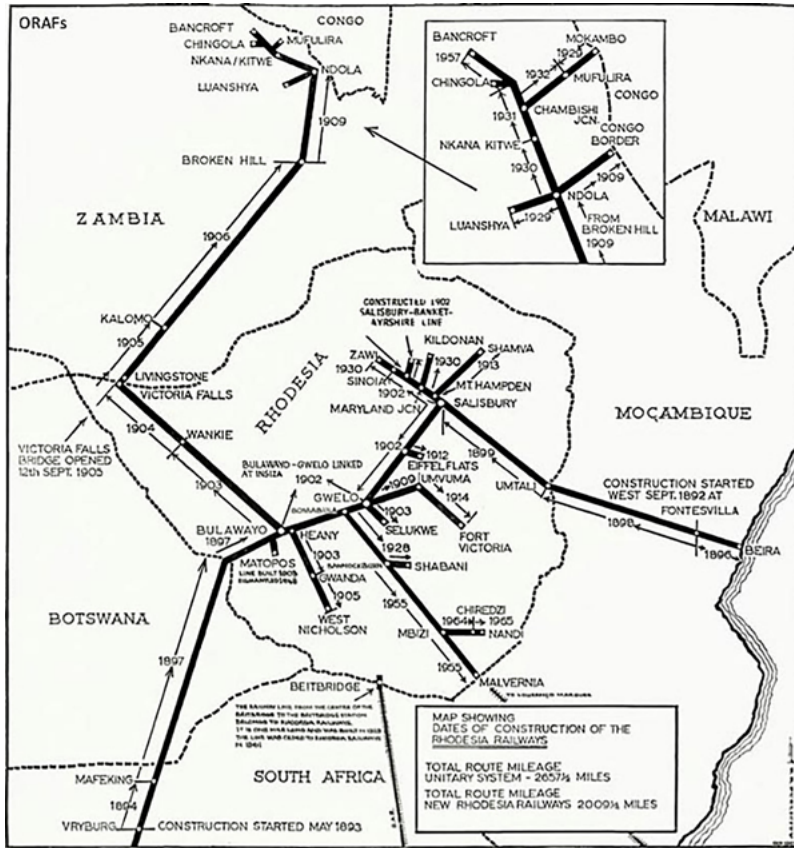 ORAFs
CONGO
BANCROFT
CHINGOLA
MUFULIRA
NKANA/KITWE
NDOLA
LUANSHYA
1909
BROKEN HILL
ZAMBIA
1906
KALOMO
1905
LIVINGSTONE
VICTORIA FALLS
VICTORIA FALLS
BRIDGE OPENED
12th SEPT. 1905
1904
WANKIE
1903
BANCROFT
1957
CHINGOLA
1931
NKANA KITWE
1930
MOKAMBO
1929
1932
MUFULIRA
CHAMBISHI
JCN.
CONGO
CONGO
BORDER
1909
NDOLA
LUANSHYA
1929
FROM
BROKEN HILL
1909
MALAWI
CONSTRUCTED 1902
SALISBURY-BANKET-
AYRSHIRE LINE
KILDONAN
SHAMVA
ZAWI
1930
1930
1913
SINOIA
1902
MT. HAMPDEN
SALISBURY
MARYLAND JCN.
RHODESIA
MOÇAMBIQUE
1902
1912
EIFFEL FLATS
1899
UMTALI
CONSTRUCTION STARTED
WEST SEPT. 1892 AT
FONTESVILLA
1898
1896
BEIRA
BULAWAYO-GWELO LINKED
AT INSIZA
1902
GWELO
1909
UMVUMA
1914
1903
SELUKWE
FORT
VICTORIA
BULAWAYO
1897
HEANY
1928
SHABANI
MATOPOS
1903
GWANDA
1905
WEST
NICHOLSON
1955
CHIREDZI
1964
1965
MBIZI
NANDI
1955
MALVERNIA
BOTSWANA
1897
BEITBRIDGE
MAFEKING
1894
VRYBURG
CONSTRUCTION STARTED MAY 1893
SOUTH AFRICA
MAP SHOWING
DATES OF CONSTRUCTION OF THE
RHODESIA RAILWAYS
TOTAL ROUTE MILEAGE
UNITARY SYSTEM - 2657¼ MILES
TOTAL ROUTE MILEAGE
NEW RHODESIA RAILWAYS 2009¼ MILES